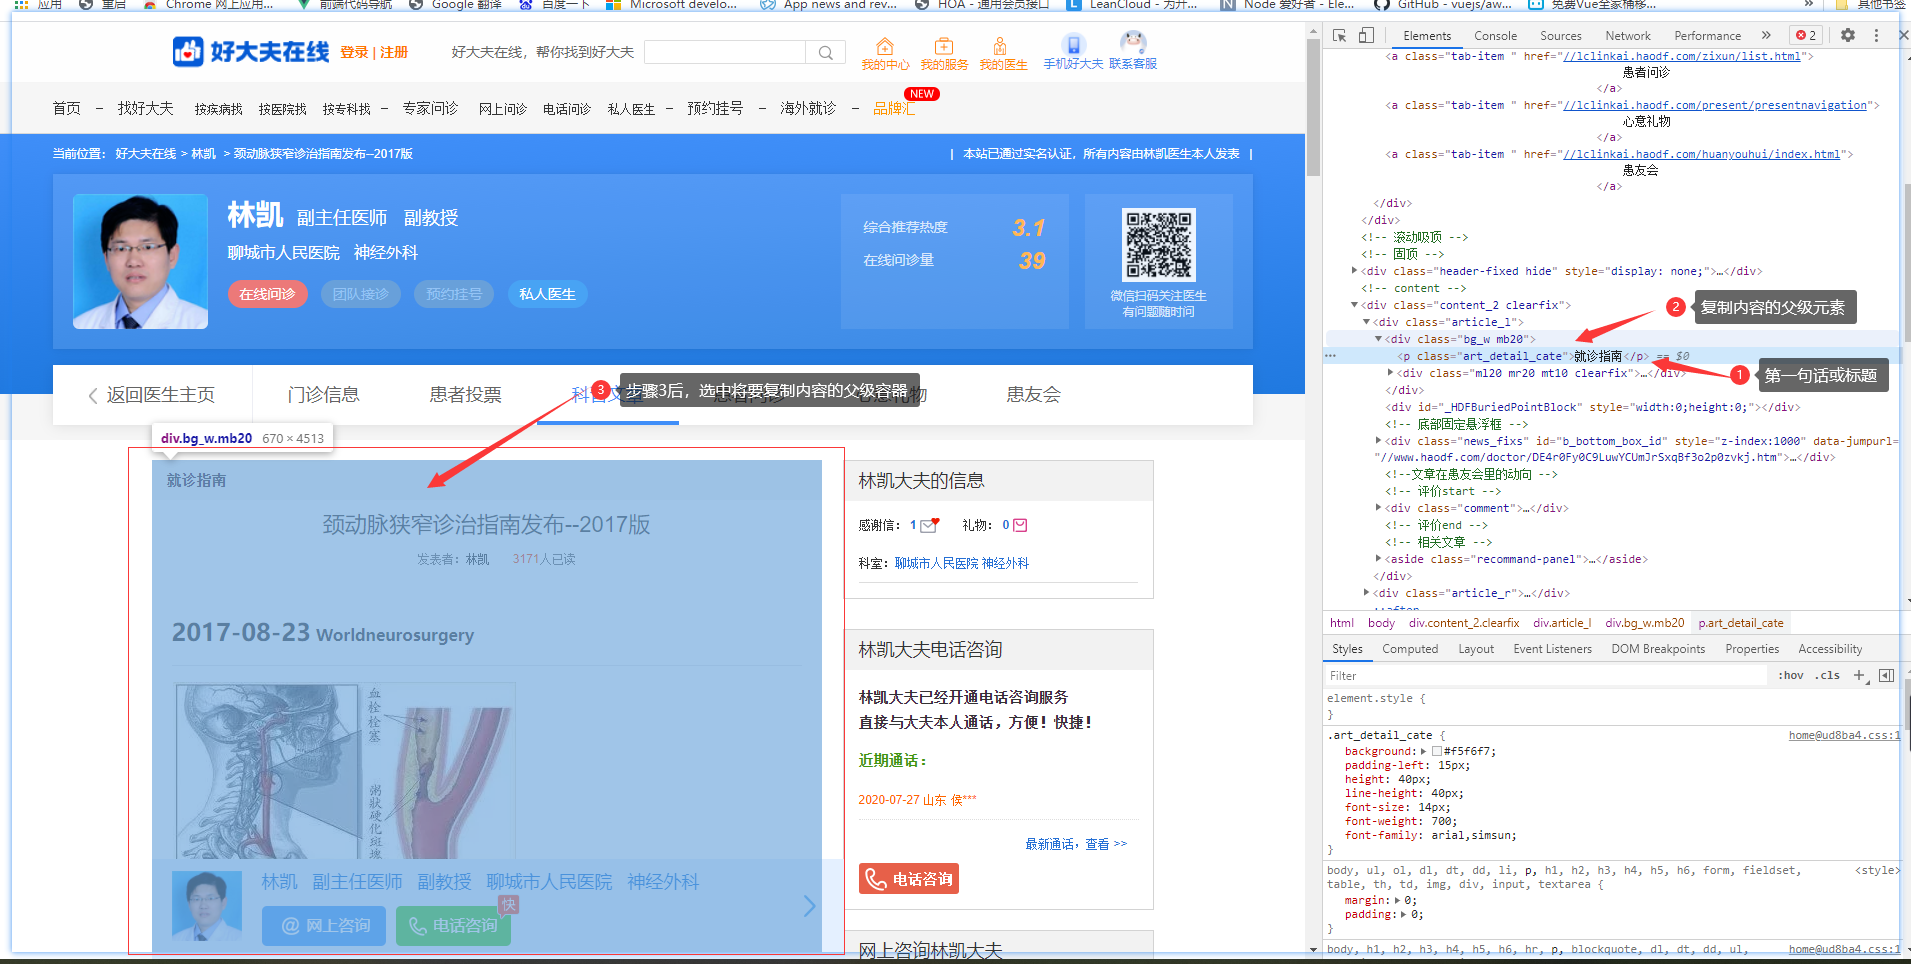 应用 重启 Chrome 网上应用... 前端代码导航 Google 翻译 百度一下 Microsoft develo... App news and rev... HOA - 通用会员接口 LeanCloud - 为开... Node 爱好者 - Ele... GitHub - vuejs/aw... 免费Vue全家桶移... » 其他书签
好大夫在线 登录 | 注册 好大夫在线，帮你找到好大夫 我的中心 我的服务 我的医生 手机好大夫 联系客服
首页 - 找好大夫 按疾病找 按医院找 按专科找 - 专家问诊 网上问诊 电话问诊 私人医生 - 预约挂号 - 海外就诊 - 品牌汇 NEW
当前位置： 好大夫在线 > 林凯 > 颈动脉狭窄诊治指南发布--2017版 | 本站已通过实名认证，所有内容由林凯医生本人发表 |
林凯 副主任医师 副教授
聊城市人民医院 神经外科
在线问诊 团队接诊 预约挂号 私人医生
综合推荐热度 3.1
在线问诊量 39
微信扫码关注医生
有问题随时问
返回医生主页 门诊信息 患者投票 患友会
3 步骤3后，选中将要复制内容的父级容器
div.bg_w.mb20 670 × 4513
就诊指南
颈动脉狭窄诊治指南发布--2017版
发表者：林凯 3171人已读
2017-08-23 Worldneurosurgery
血栓栓塞
粥狀硬化斑塊
林凯 副主任医师 副教授 聊城市人民医院 神经外科
@ 网上咨询 电话咨询 快
林凯大夫的信息
感谢信： 1 礼物： 0
科室： 聊城市人民医院 神经外科
林凯大夫电话咨询
林凯大夫已经开通电话咨询服务
直接与大夫本人通话，方便！快捷！
近期通话：
2020-07-27 山东 侯***
最新通话，查看 >>
电话咨询
网上咨询林凯大夫
Elements Console Sources Network Performance » 2
<a class="tab-item " href="//lclinkai.haodf.com/zixun/list.html">
患者问诊
</a>
<a class="tab-item " href="//lclinkai.haodf.com/present/presentnavigation">
心意礼物
</a>
<a class="tab-item " href="//lclinkai.haodf.com/huanyouhui/index.html">
患友会
</a>
</div>
</div>
<!-- 滚动吸顶 -->
<!-- 固顶 -->
<div class="header-fixed hide" style="display: none;">…</div>
<!-- content -->
<div class="content_2 clearfix">
2 复制内容的父级元素
<div class="article_l">
<div class="bg_w mb20">
<p class="art_detail_cate">就诊指南</p> == $0
<div class="ml20 mr20 mt10 clearfix">…</div>
1 第一句话或标题
</div>
<div id="_HDFBuriedPointBlock" style="width:0;height:0;"></div>
<!-- 底部固定悬浮框 -->
<div class="news_fixs" id="b_bottom_box_id" style="z-index:1000" data-jumpurl=
"//www.haodf.com/doctor/DE4r0Fy0C9LuwYCUmJrSxqBf3o2p0zvkj.htm">…</div>
<!--文章在患友会里的动向 -->
<!-- 评价start -->
<div class="comment">…</div>
<!-- 评价end -->
<!-- 相关文章 -->
<aside class="recommand-panel">…</aside>
</div>
<div class="article_r">…</div>
::after
html body div.content_2.clearfix div.article_l div.bg_w.mb20 p.art_detail_cate
Styles Computed Layout Event Listeners DOM Breakpoints Properties Accessibility
Filter :hov .cls +
element.style {
}
.art_detail_cate { home@ud8ba4.css:1
background: #f5f6f7;
padding-left: 15px;
height: 40px;
line-height: 40px;
font-size: 14px;
font-weight: 700;
font-family: arial,simsun;
}
body, ul, ol, dl, dt, dd, li, p, h1, h2, h3, h4, h5, h6, form, fieldset, <style>
table, th, td, img, div, input, textarea {
margin: 0;
padding: 0;
}
body, h1, h2, h3, h4, h5, h6, hr, p, blockquote, dl, dt, dd, ul, home@ud8ba4.css:1